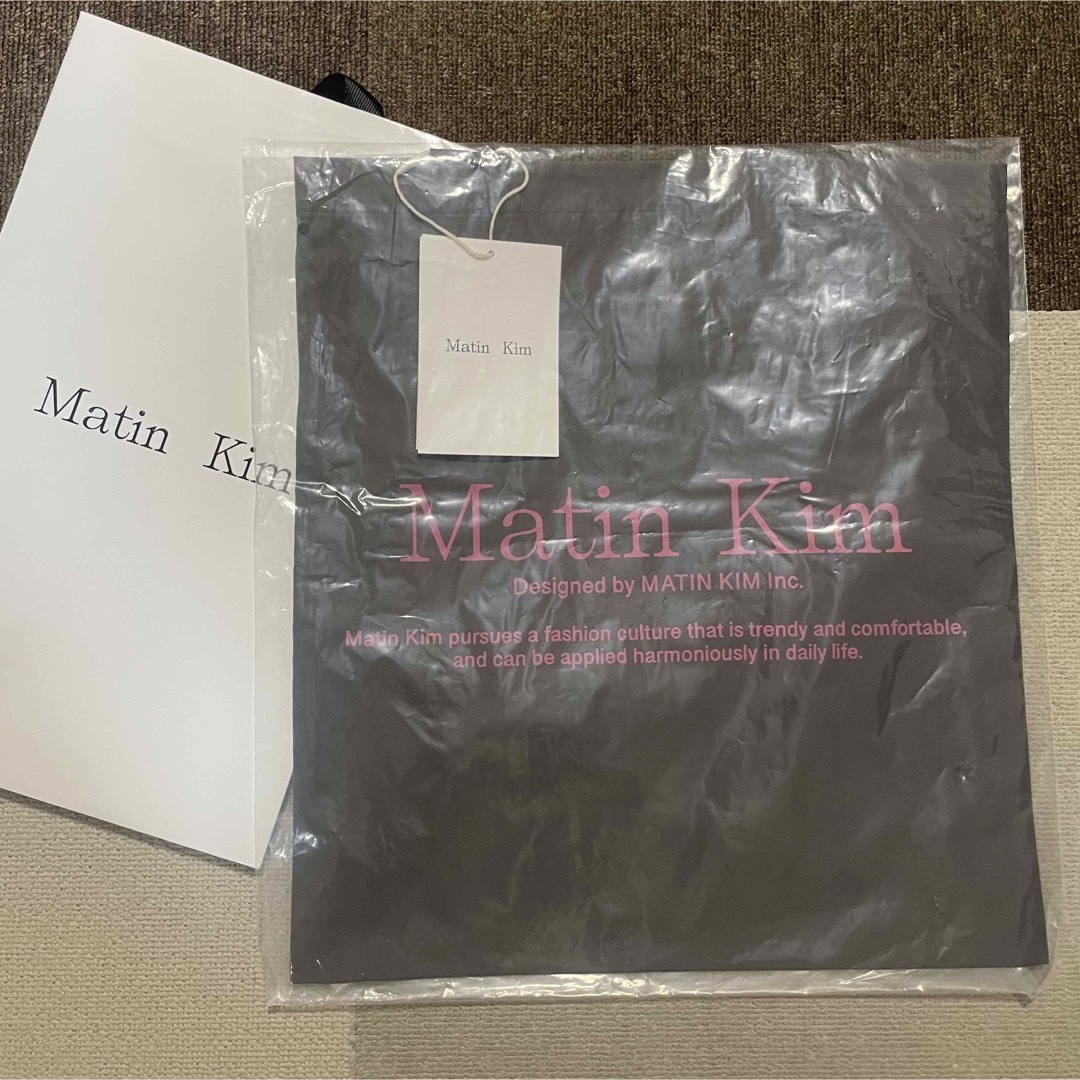 Matin Kim
Matin Kim
Matin Kim
Designed by MATIN KIM Inc.
Matin Kim pursues a fashion culture that is trendy and comfortable,
and can be applied harmoniously in daily life.